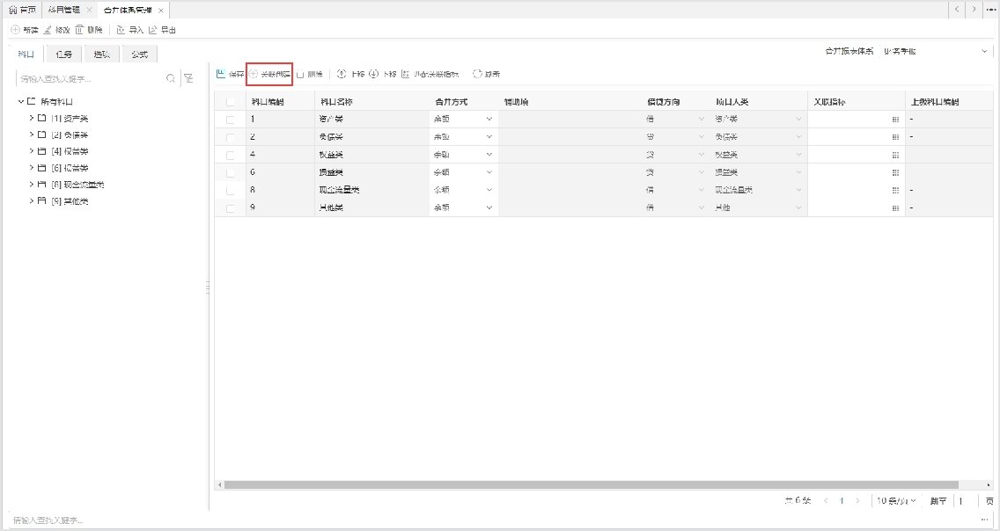 首页 科目管理 × 合并体系管理 ×
新建 修改 删除 导入 导出
科目 任务 选项 公式 合并报表体系 财务季报
请输入查找关键字... 保存 关联创建 删除 上移 下移 匹配关联指标 刷新
科目编码 科目名称 合并方式 辅助项 借贷方向 项目大类 关联指标 上级科目编码
所有科目
[1] 资产类
[2] 负债类
[4] 权益类
[6] 损益类
[8] 现金流量类
[9] 其他类
1 资产类 余额 借 资产类 -
2 负债类 余额 贷 负债类 -
4 权益类 余额 贷 权益类 -
6 损益类 余额 贷 损益类 -
8 现金流量类 余额 借 现金流量类 -
9 其他类 余额 借 其他 -
共 6 条 < 1 > 10 条/页 跳至 1 页
请输入查找关键字...